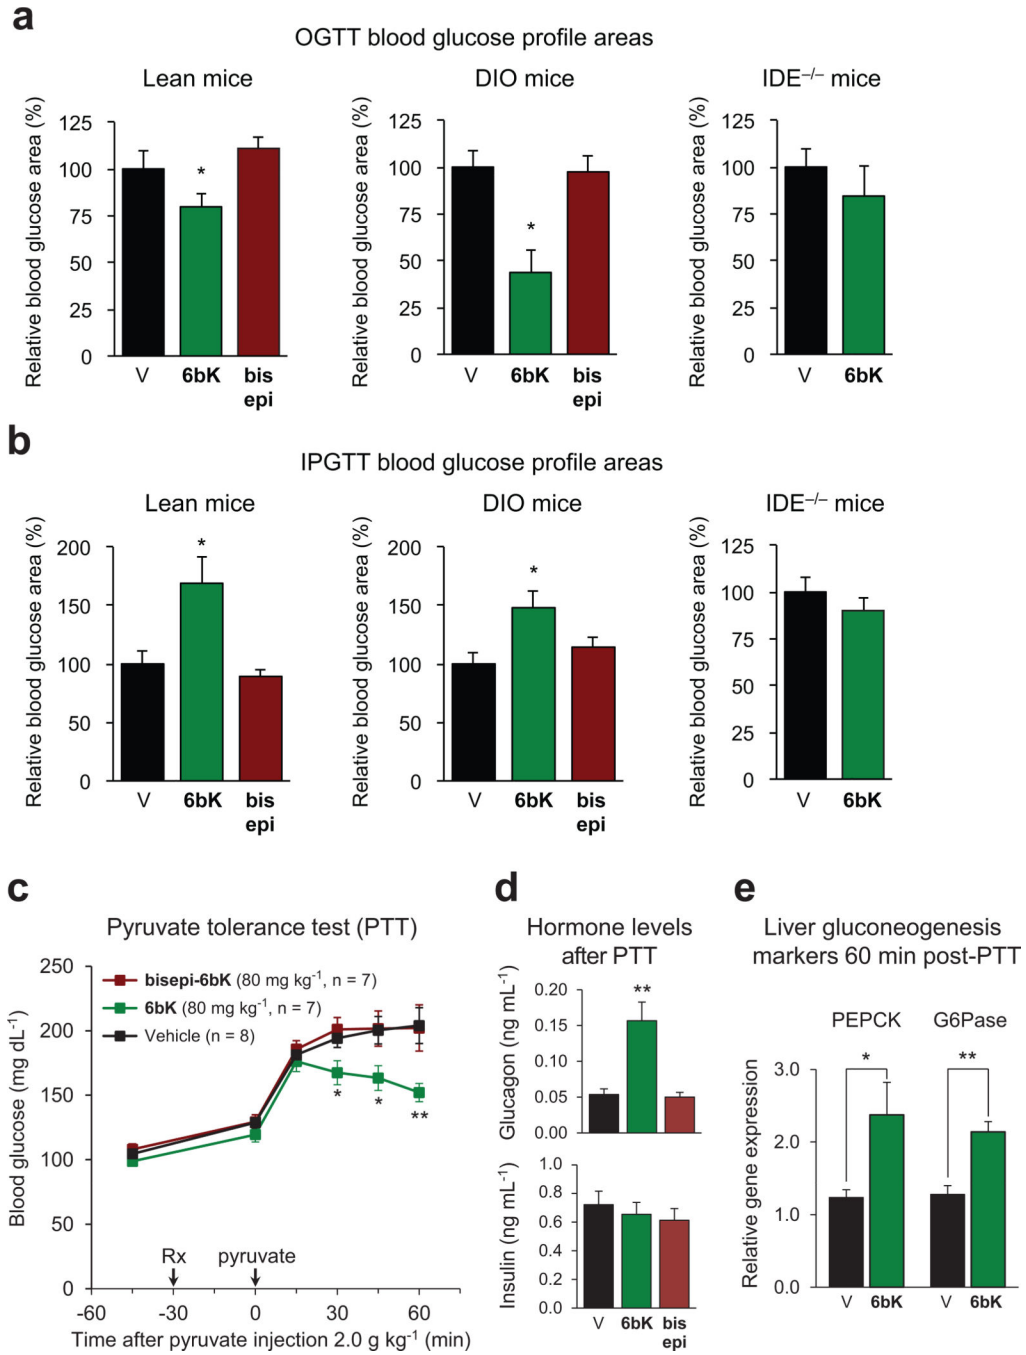 a
OGTT blood glucose profile areas
Lean mice
DIO mice
IDE–/– mice
Relative blood glucose area (%)
125
100
75
50
25
0
*
V
6bK
bis
epi
Relative blood glucose area (%)
125
100
75
50
25
0
*
V
6bK
bis
epi
Relative blood glucose area (%)
125
100
75
50
25
0
V
6bK
b
IPGTT blood glucose profile areas
Lean mice
DIO mice
IDE–/– mice
Relative blood glucose area (%)
200
150
100
50
0
*
V
6bK
bis
epi
Relative blood glucose area (%)
200
150
100
50
0
*
V
6bK
bis
epi
Relative blood glucose area (%)
125
100
75
50
25
0
V
6bK
c
Pyruvate tolerance test (PTT)
Blood glucose (mg dL-1)
250
200
150
100
50
0
bisepi-6bK (80 mg kg-1, n = 7)
6bK (80 mg kg-1, n = 7)
Vehicle (n = 8)
*
*
**
Rx
pyruvate
-60
-30
0
30
60
Time after pyruvate injection 2.0 g kg-1 (min)
d
Hormone levels
after PTT
Glucagon (ng mL-1)
0.20
0.15
0.10
0.05
0.00
**
Insulin (ng mL-1)
1.0
0.8
0.6
0.4
0.2
0.0
V
6bK
bis
epi
e
Liver gluconeogenesis
markers 60 min post-PTT
PEPCK
G6Pase
Relative gene expression
3.0
2.0
1.0
0.0
*
**
V
6bK
V
6bK